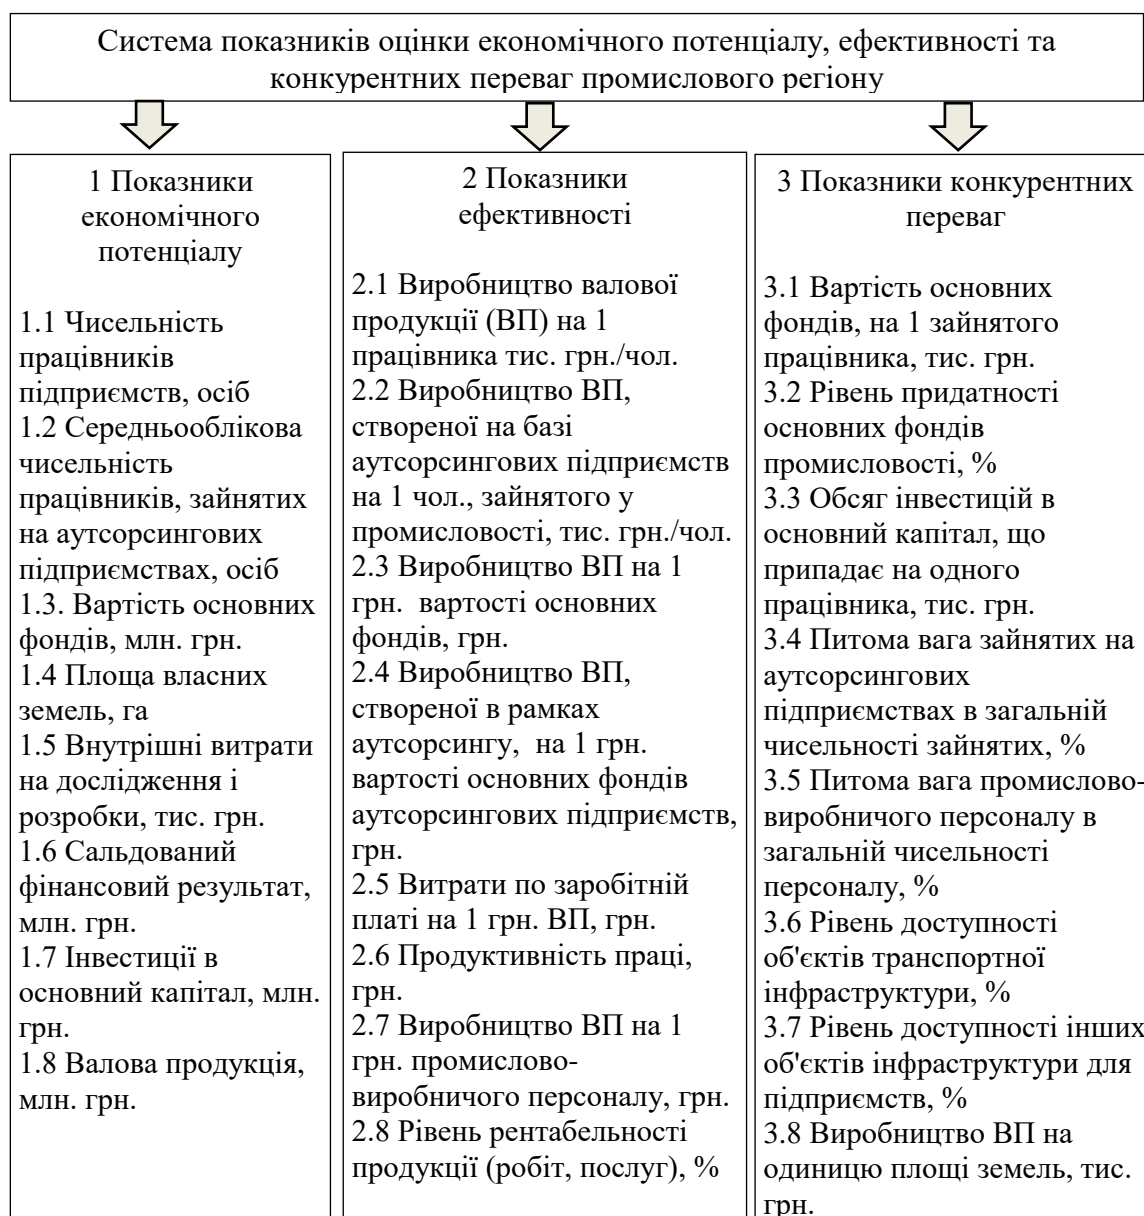 Система показників оцінки економічного потенціалу, ефективності та
конкурентних переваг промислового регіону
1 Показники
економічного
потенціалу
1.1 Чисельність
працівників
підприємств, осіб
1.2 Середньооблікова
чисельність
працівників, зайнятих
на аутсорсингових
підприємствах, осіб
1.3. Вартість основних
фондів, млн. грн.
1.4 Площа власних
земель, га
1.5 Внутрішні витрати
на дослідження і
розробки, тис. грн.
1.6 Сальдований
фінансовий результат,
млн. грн.
1.7 Інвестиції в
основний капітал, млн.
грн.
1.8 Валова продукція,
млн. грн.
2 Показники
ефективності
2.1 Виробництво валової
продукції (ВП) на 1
працівника тис. грн./чол.
2.2 Виробництво ВП,
створеної на базі
аутсорсингових підприємств
на 1 чол., зайнятого у
промисловості, тис. грн./чол.
2.3 Виробництво ВП на 1
грн. вартості основних
фондів, грн.
2.4 Виробництво ВП,
створеної в рамках
аутсорсингу, на 1 грн.
вартості основних фондів
аутсорсингових підприємств,
грн.
2.5 Витрати по заробітній
платі на 1 грн. ВП, грн.
2.6 Продуктивність праці,
грн.
2.7 Виробництво ВП на 1
грн. промислово-
виробничого персоналу, грн.
2.8 Рівень рентабельності
продукції (робіт, послуг), %
3 Показники конкурентних
переваг
3.1 Вартість основних
фондів, на 1 зайнятого
працівника, тис. грн.
3.2 Рівень придатності
основних фондів
промисловості, %
3.3 Обсяг інвестицій в
основний капітал, що
припадає на одного
працівника, тис. грн.
3.4 Питома вага зайнятих на
аутсорсингових
підприємствах в загальній
чисельності зайнятих, %
3.5 Питома вага промислово-
виробничого персоналу в
загальній чисельності
персоналу, %
3.6 Рівень доступності
об'єктів транспортної
інфраструктури, %
3.7 Рівень доступності інших
об'єктів інфраструктури для
підприємств, %
3.8 Виробництво ВП на
одиницю площі земель, тис.
грн.